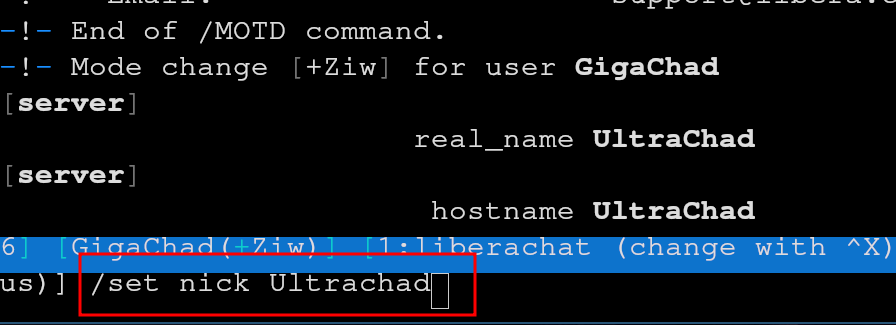 -!- End of /MOTD command.
-!- Mode change [+Ziw] for user GigaChad
[server]
real_name UltraChad
[server]
hostname UltraChad
6] [GigaChad(+Ziw)] [1:liberachat (change with ^X)
us)] /set nick Ultrachad